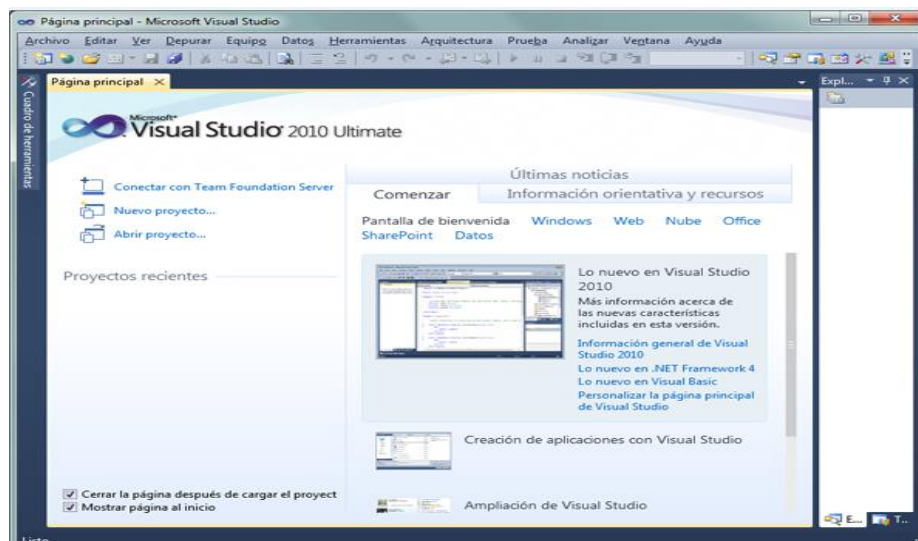 Página principal - Microsoft Visual Studio
Archivo Editar Ver Depurar Equipo Datos Herramientas Arquitectura Prueba Analizar Ventana Ayuda
Página principal
Expl...
Cuadro de herramientas
Microsoft
Visual Studio 2010 Ultimate
Conectar con Team Foundation Server
Nuevo proyecto...
Abrir proyecto...
Proyectos recientes
Cerrar la página después de cargar el proyect
Mostrar página al inicio
Últimas noticias
Comenzar Información orientativa y recursos
Pantalla de bienvenida Windows Web Nube Office
SharePoint Datos
Lo nuevo en Visual Studio
2010
Más información acerca de
las nuevas características
incluidas en esta versión.
Información general de Visual
Studio 2010
Lo nuevo en .NET Framework 4
Lo nuevo en Visual Basic
Personalizar la página principal
de Visual Studio
Creación de aplicaciones con Visual Studio
Ampliación de Visual Studio
E... T...
Listo